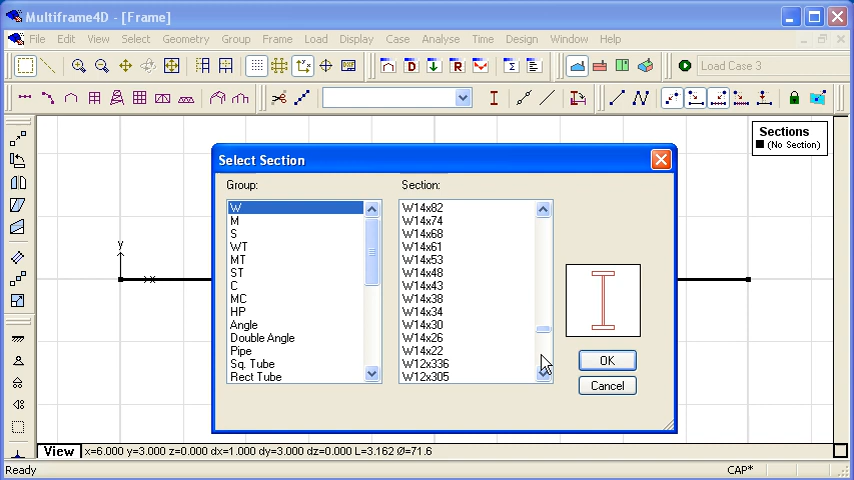 Multiframe4D - [Frame]
File Edit View Select Geometry Group Frame Load Display Case Analyse Time Design Window Help
D R Σ Load Case 3
Sections
(No Section)
y
x
Select Section
Group: Section:
W
M
S
WT
MT
ST
C
MC
HP
Angle
Double Angle
Pipe
Sq. Tube
Rect Tube
W14x82
W14x74
W14x68
W14x61
W14x53
W14x48
W14x43
W14x38
W14x34
W14x30
W14x26
W14x22
W12x336
W12x305
OK
Cancel
View x=6.000 y=3.000 z=0.000 dx=1.000 dy=3.000 dz=0.000 L=3.162 Ø=71.6
Ready CAP*